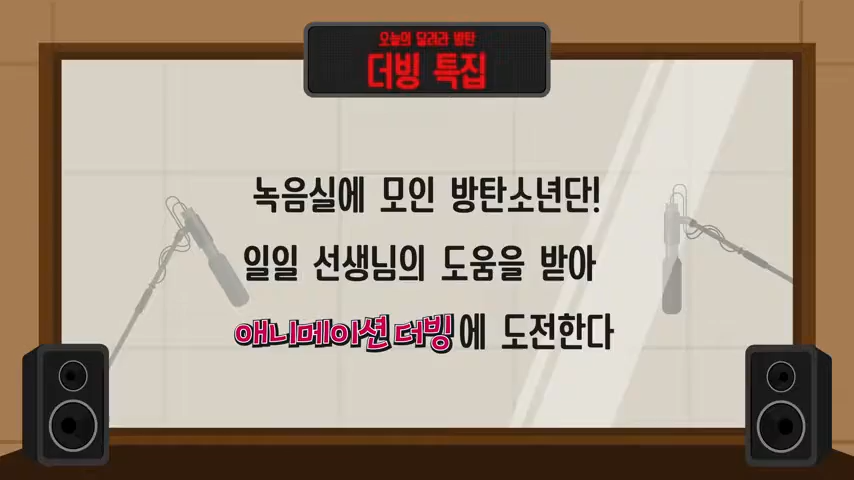 오늘의 달려라 방탄
더빙 특집
녹음실에 모인 방탄소년단!
일일 선생님의 도움을 받아
애니메이션 더빙에 도전한다